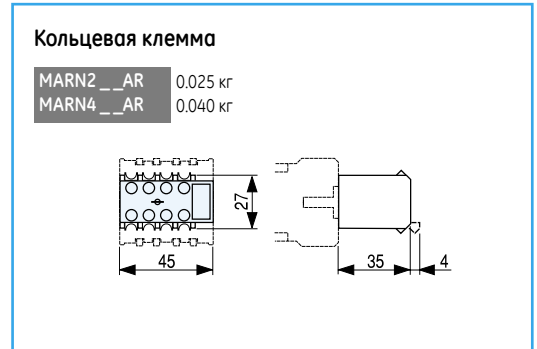 Кольцевая клемма
MARN2 _ _AR 0.025 кг
MARN4 _ _AR 0.040 кг
27
45 35 4